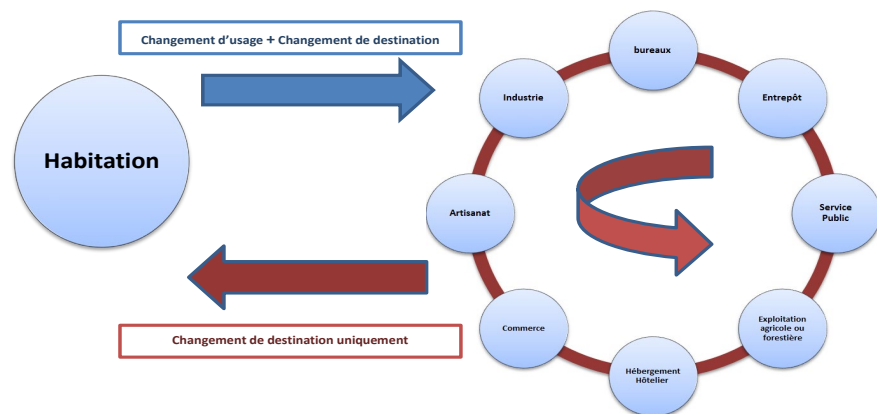 Changement d'usage + Changement de destination
Habitation
bureaux
Industrie
Entrepôt
Artisanat
Service
Public
Commerce
Exploitation
agricole ou
forestière
Hébergement
Hôtelier
Changement de destination uniquement